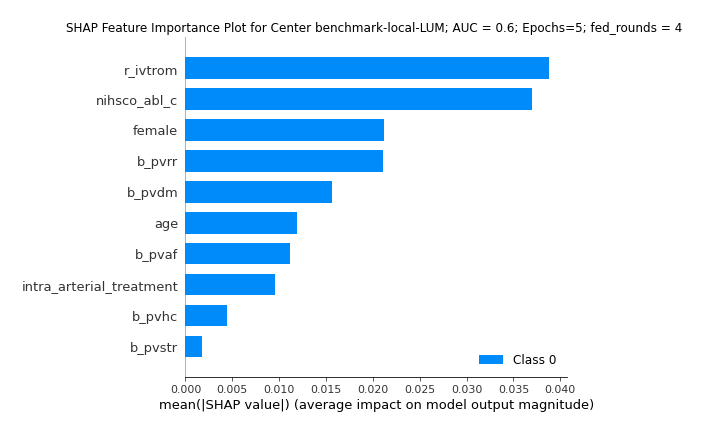 SHAP Feature Importance Plot for Center benchmark-local-LUM; AUC = 0.6; Epochs=5; fed_rounds = 4
r_ivtrom
nihsco_abl_c
female
b_pvrr
b_pvdm
age
b_pvaf
intra_arterial_treatment
b_pvhc
b_pvstr
Class 0
0.000 0.005 0.010 0.015 0.020 0.025 0.030 0.035 0.040
mean(|SHAP value|) (average impact on model output magnitude)